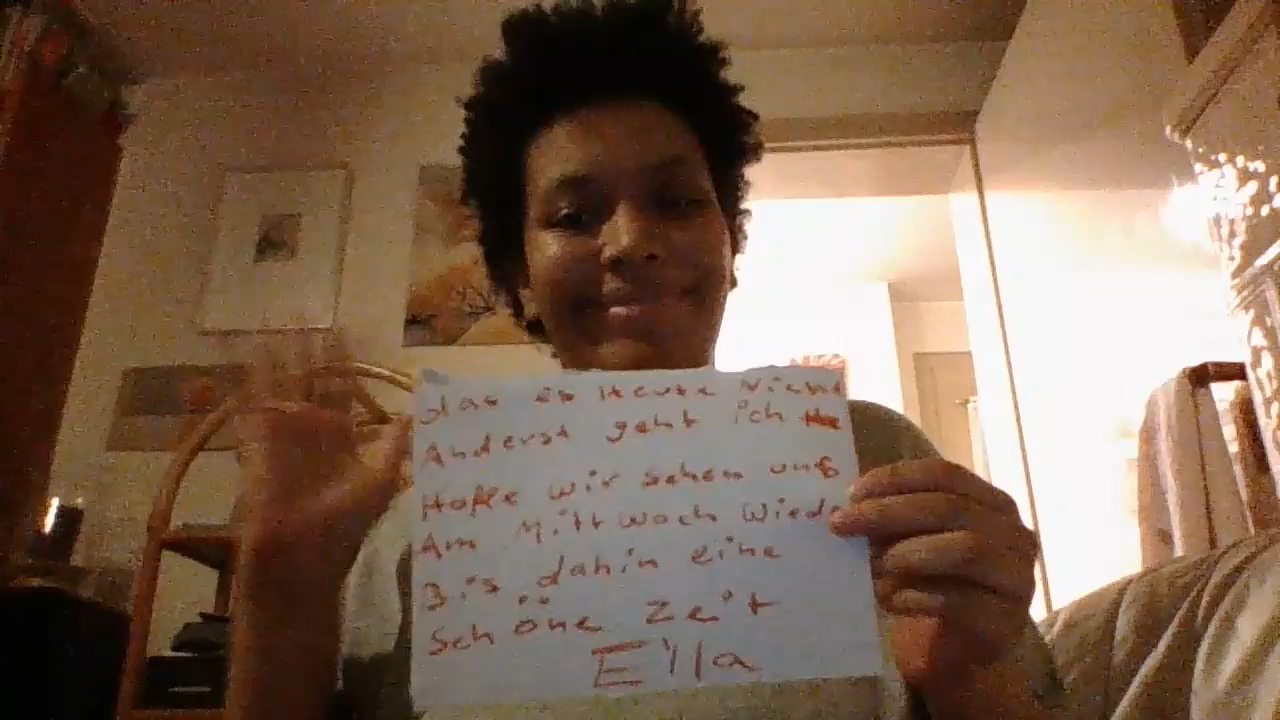 das es Heute Nicht
Anderst geht ich
Hoffe wir sehen uns
Am Mittwoch Wieder
Bis dahin eine
Schöne Zeit
Ella